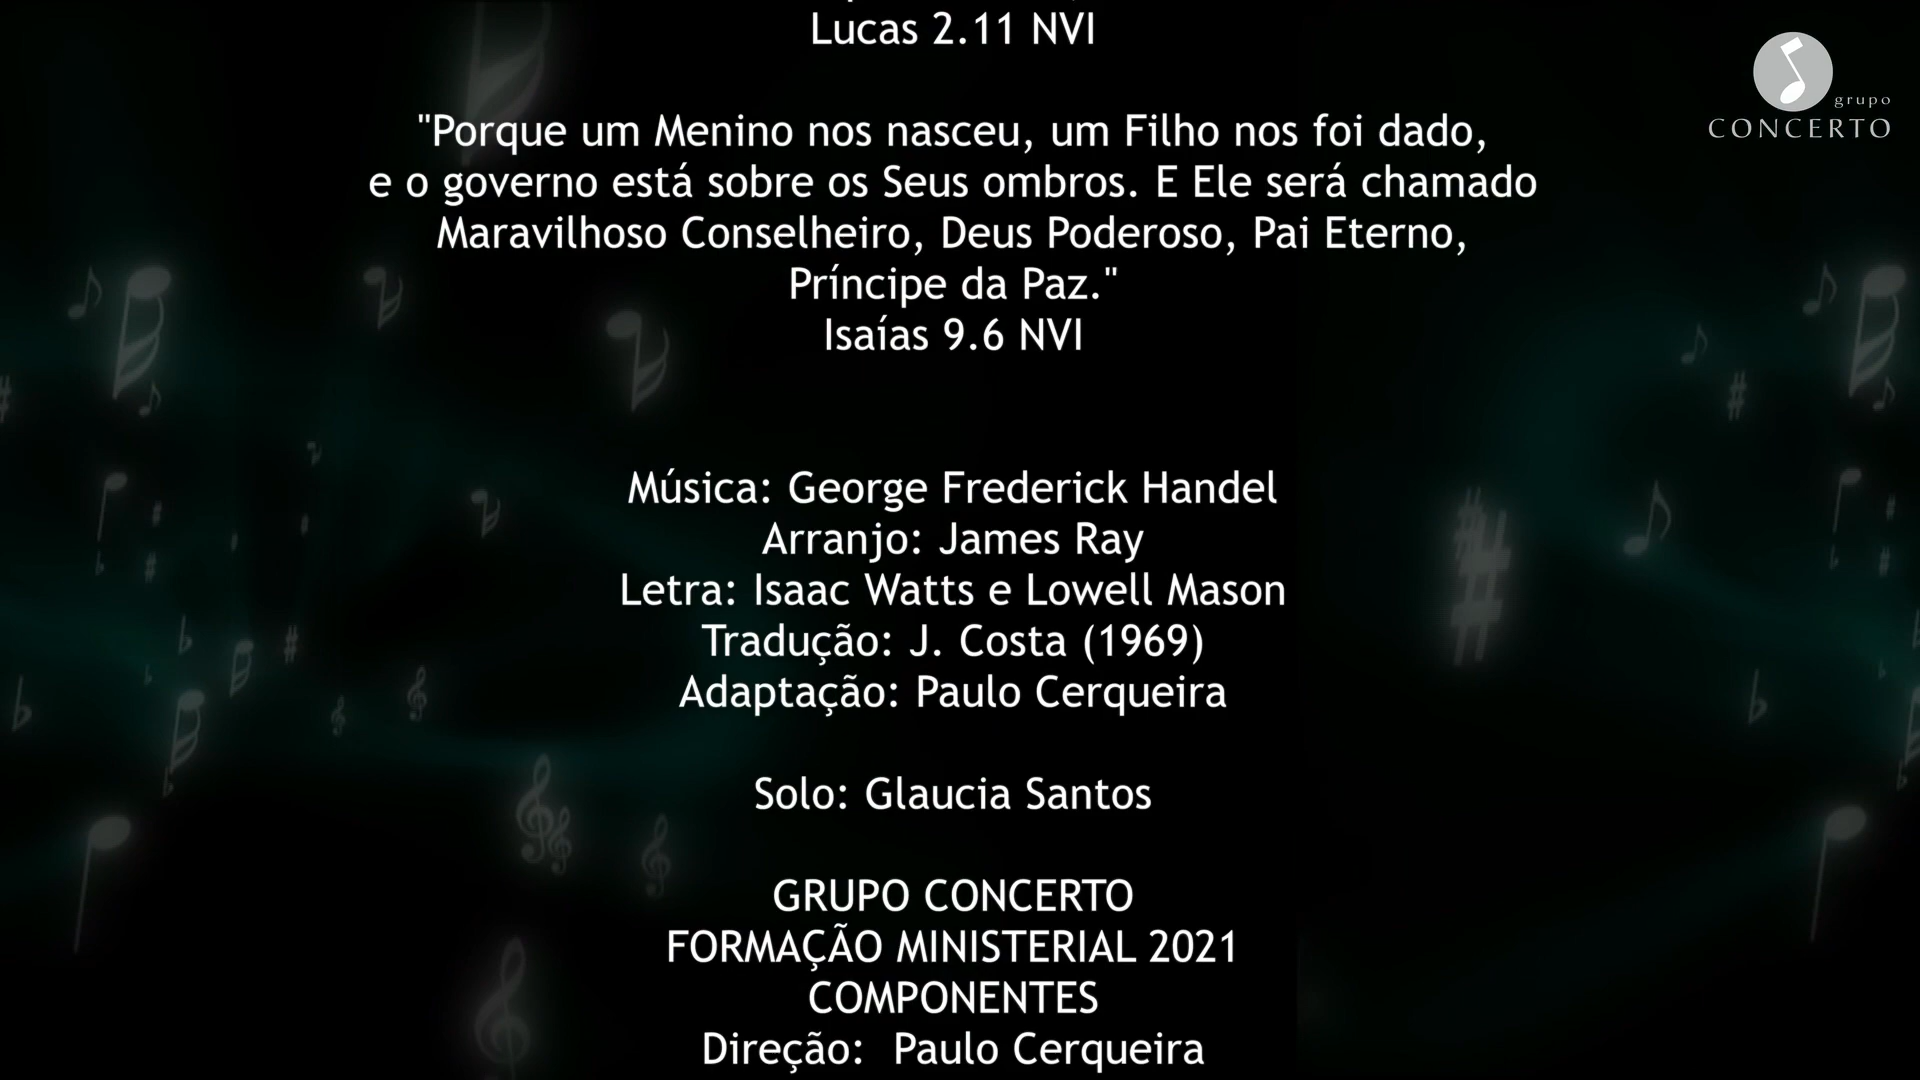 Lucas 2.11 NVI
grupo
CONCERTO
"Porque um Menino nos nasceu, um Filho nos foi dado,
e o governo está sobre os Seus ombros. E Ele será chamado
Maravilhoso Conselheiro, Deus Poderoso, Pai Eterno,
Príncipe da Paz."
Isaías 9.6 NVI
Música: George Frederick Handel
Arranjo: James Ray
Letra: Isaac Watts e Lowell Mason
Tradução: J. Costa (1969)
Adaptação: Paulo Cerqueira
Solo: Glaucia Santos
GRUPO CONCERTO
FORMAÇÃO MINISTERIAL 2021
COMPONENTES
Direção:  Paulo Cerqueira